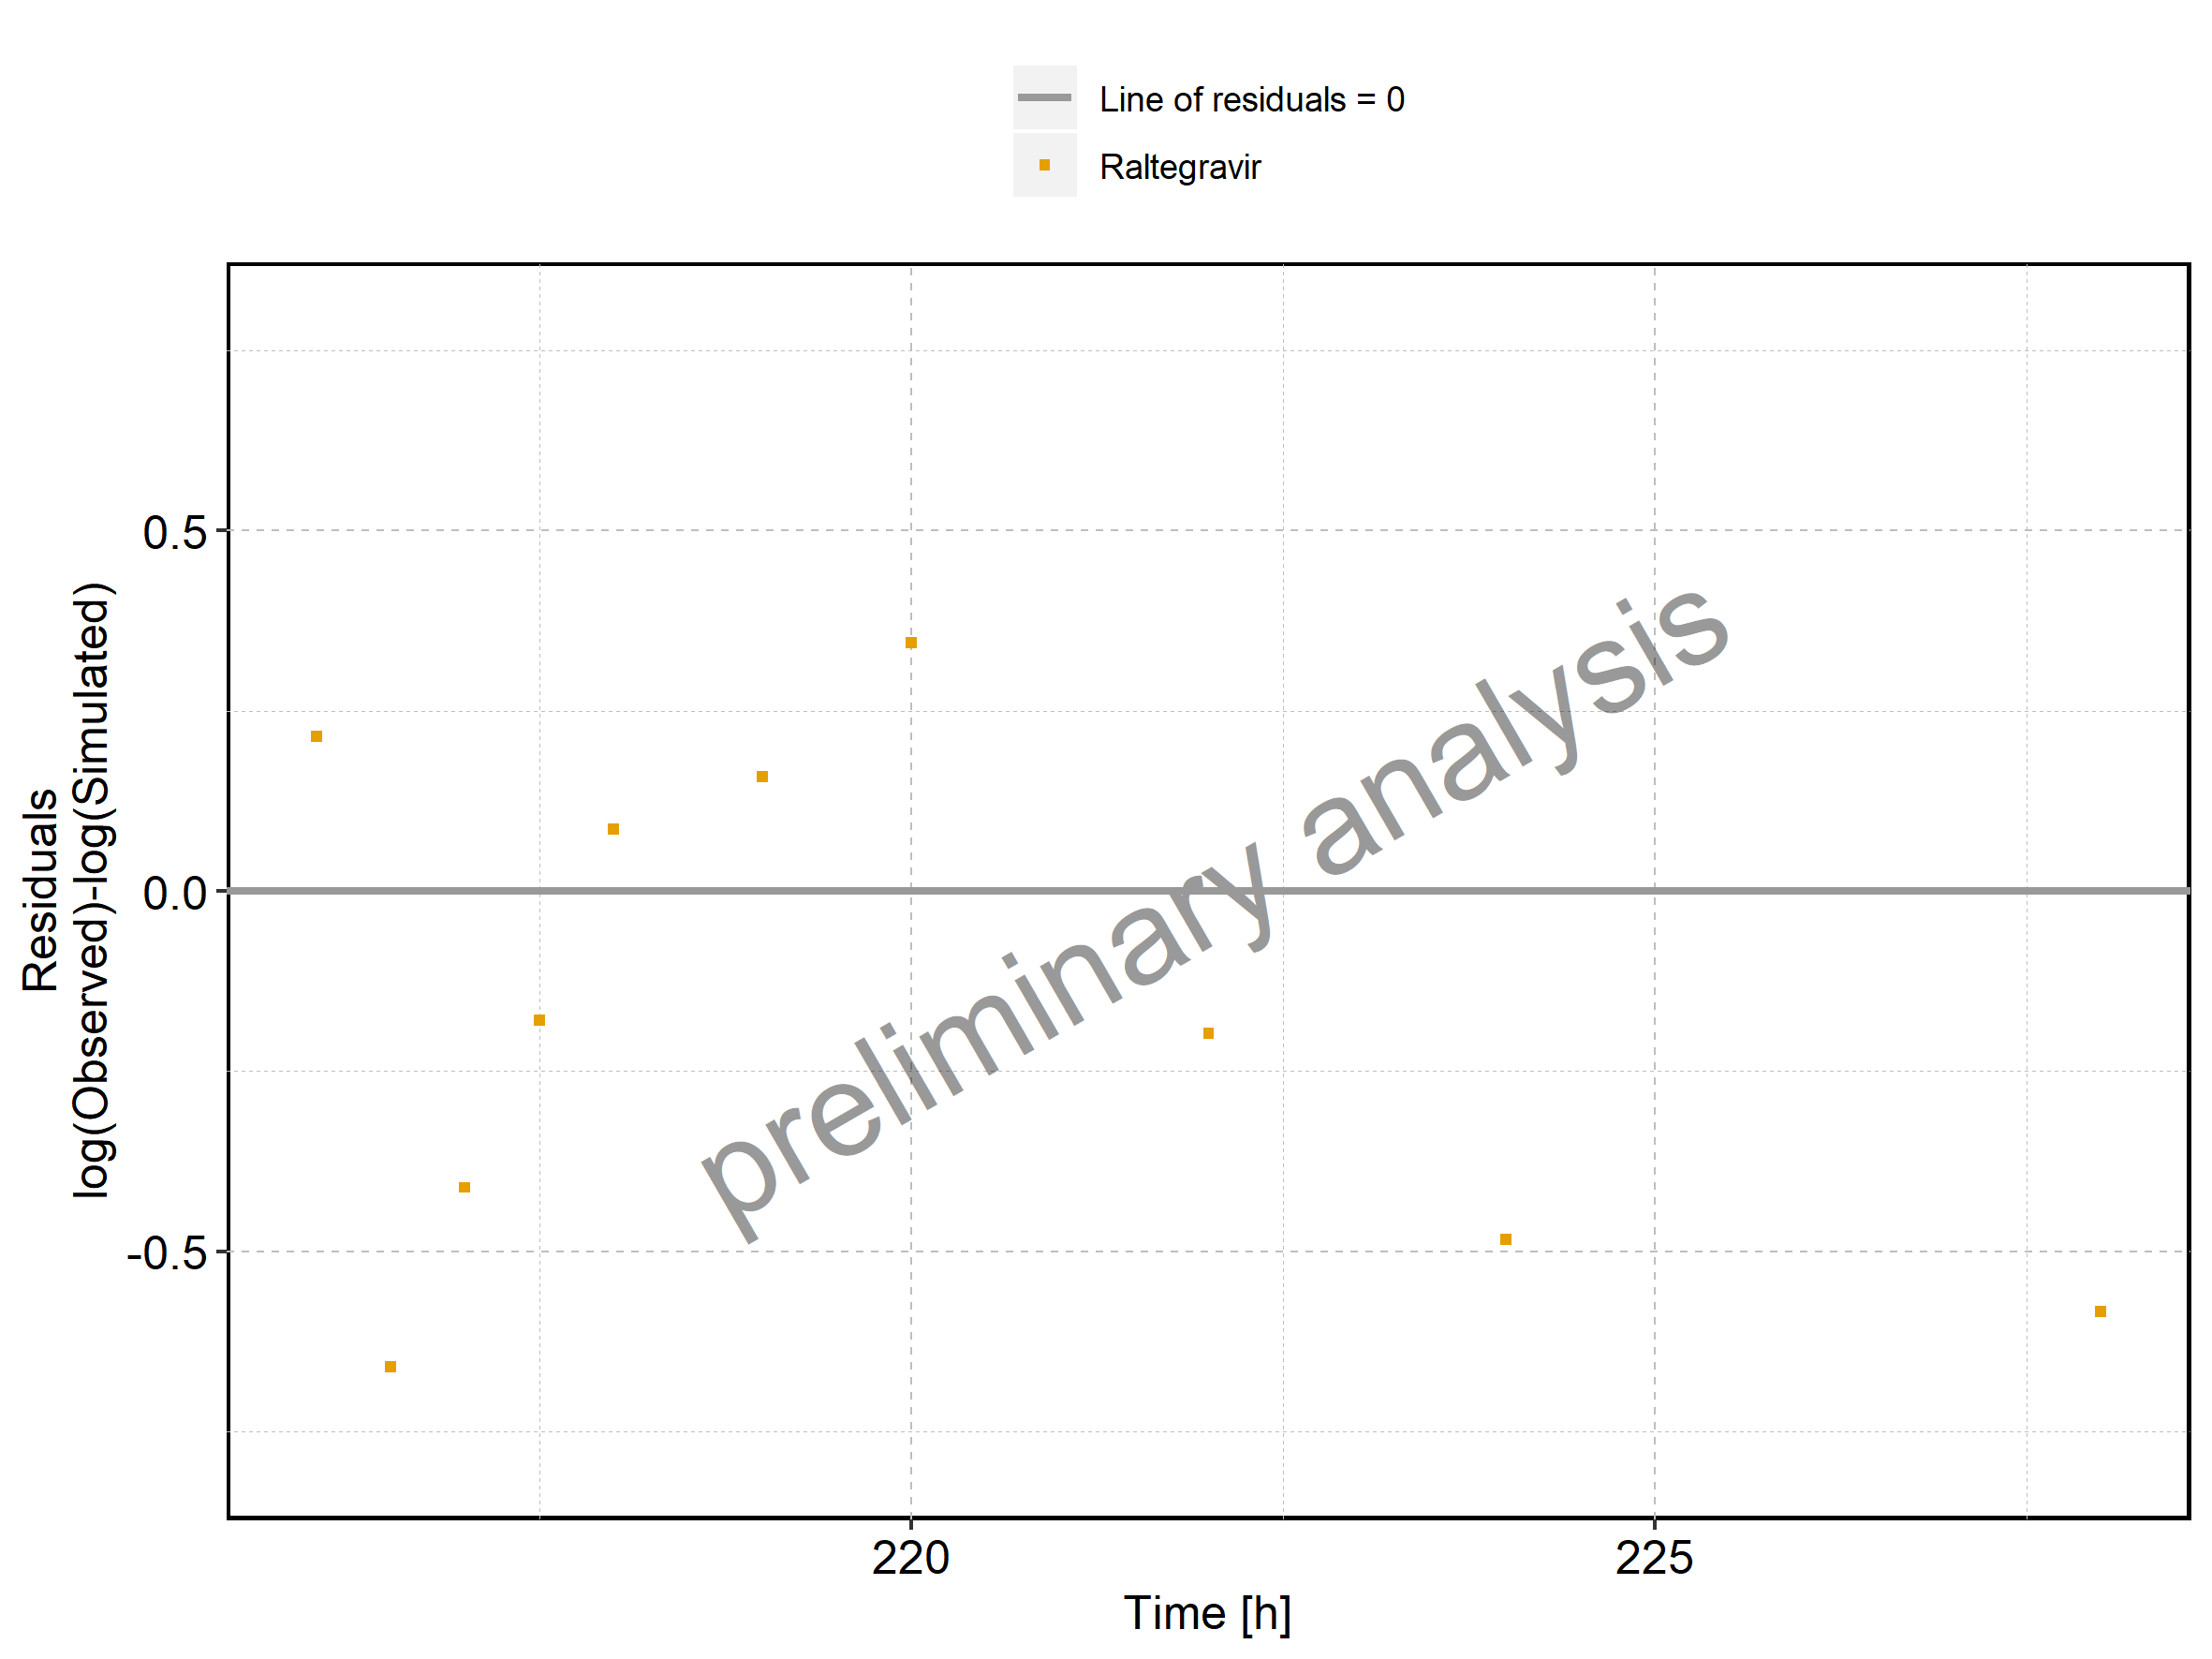 Line of residuals = 0
Raltegravir
Residuals
log(Observed)-log(Simulated)
0.5
0.0
-0.5
preliminary analysis
220
225
Time [h]